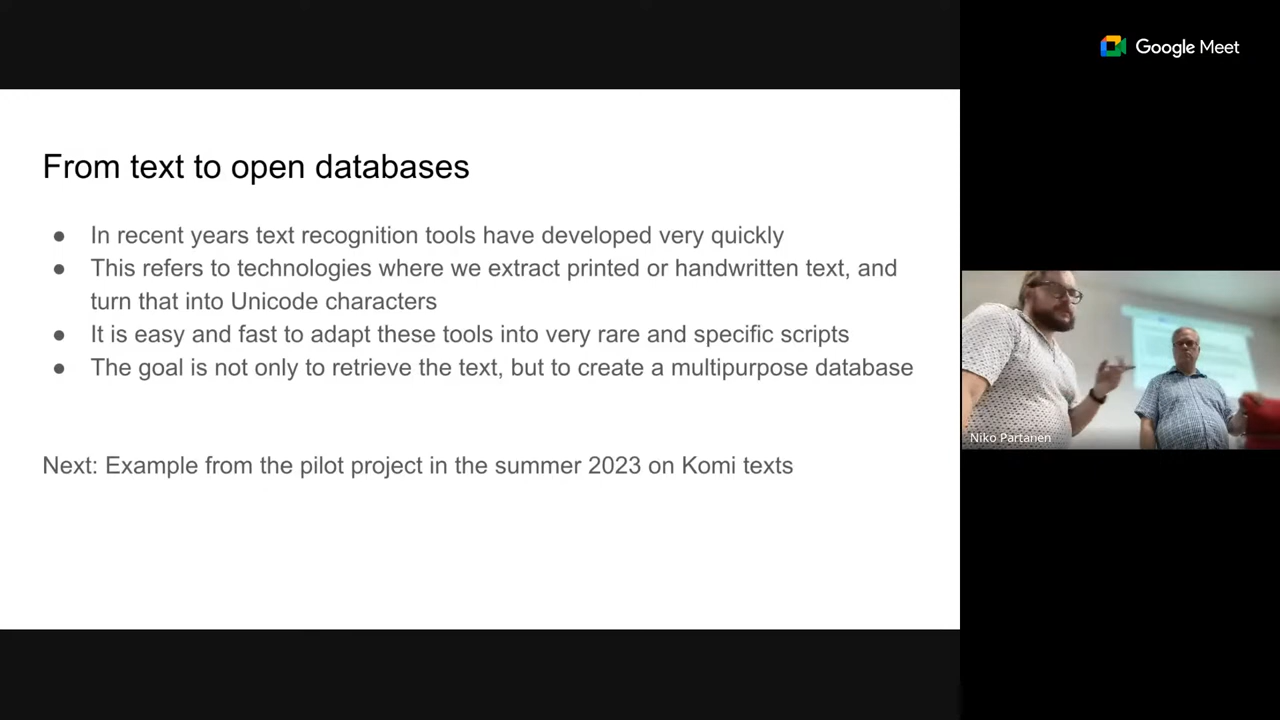 Google Meet
From text to open databases
● In recent years text recognition tools have developed very quickly
● This refers to technologies where we extract printed or handwritten text, and
turn that into Unicode characters
● It is easy and fast to adapt these tools into very rare and specific scripts
● The goal is not only to retrieve the text, but to create a multipurpose database
Next: Example from the pilot project in the summer 2023 on Komi texts
Niko Partanen